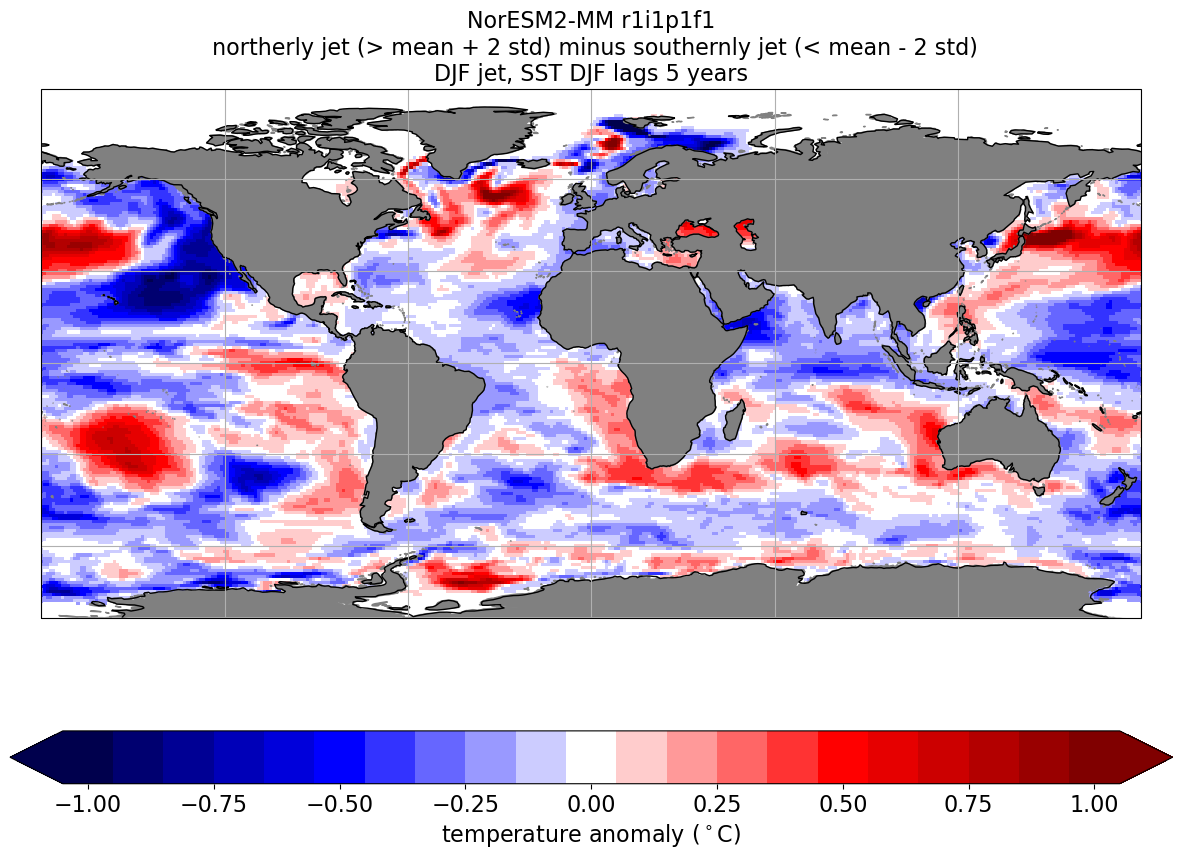 NorESM2-MM r1i1p1f1
northerly jet (> mean + 2 std) minus southernly jet (< mean - 2 std)
DJF jet, SST DJF lags 5 years
−1.00 −0.75 −0.50 −0.25 0.00 0.25 0.50 0.75 1.00
temperature anomaly (°C)